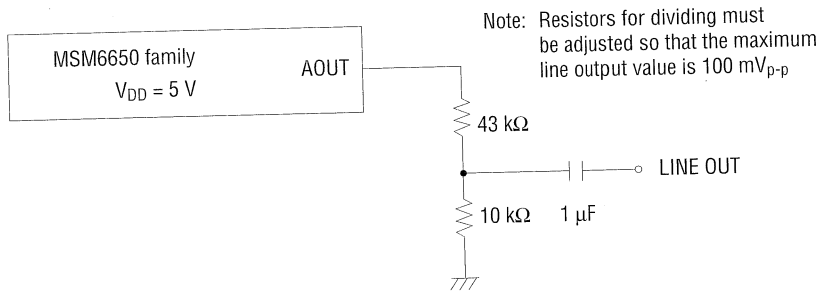 Note: Resistors for dividing must
be adjusted so that the maximum
line output value is 100 mVp-p
MSM6650 family
VDD = 5 V
AOUT
43 kΩ
LINE OUT
10 kΩ
1 μF